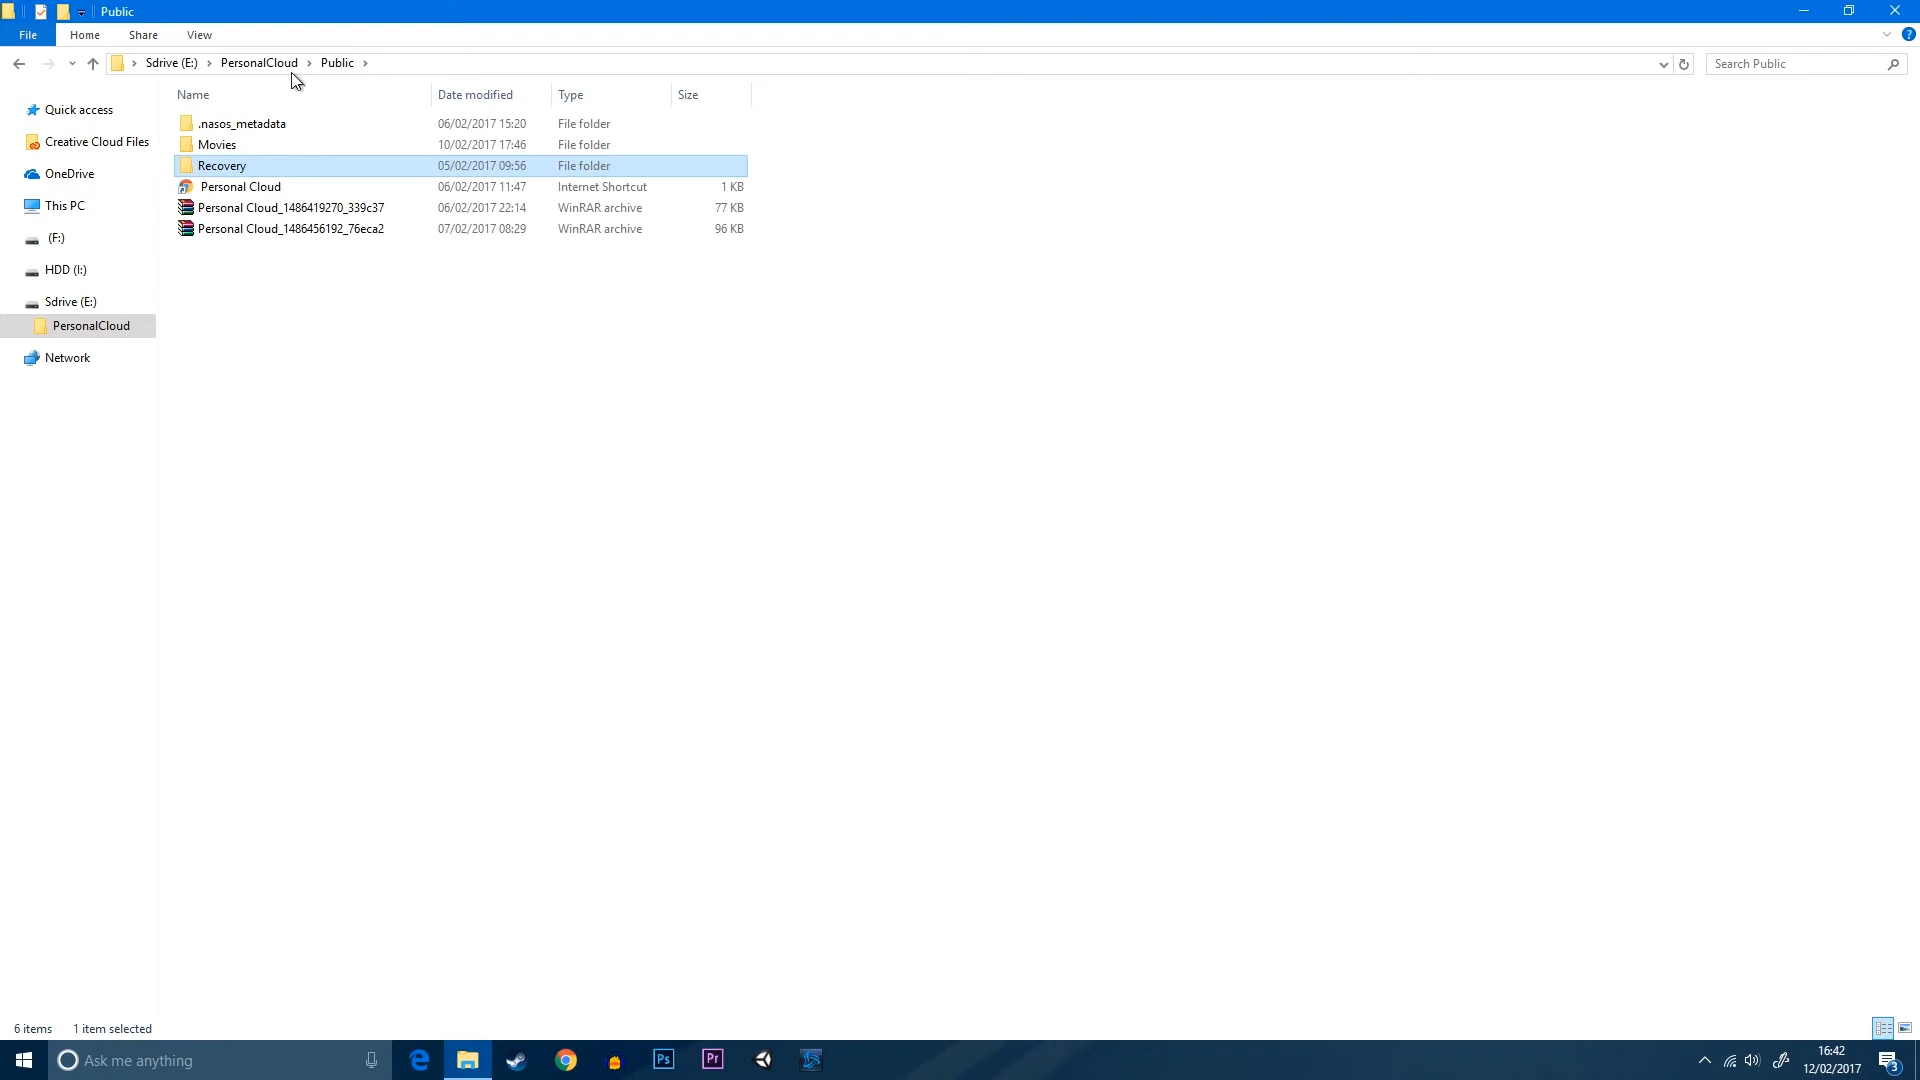 Public
File Home Share View
Sdrive (E:) PersonalCloud Public
Search Public
Name Date modified Type Size
Quick access
Creative Cloud Files
OneDrive
This PC
(F:)
HDD (I:)
Sdrive (E:)
PersonalCloud
Network
.nasos_metadata 06/02/2017 15:20 File folder
Movies 10/02/2017 17:46 File folder
Recovery 05/02/2017 09:56 File folder
Personal Cloud 06/02/2017 11:47 Internet Shortcut 1 KB
Personal Cloud_1486419270_339c37 06/02/2017 22:14 WinRAR archive 77 KB
Personal Cloud_1486456192_76eca2 07/02/2017 08:29 WinRAR archive 96 KB
6 items 1 item selected
Ask me anything
Ps
Pr
16:42
12/02/2017
3